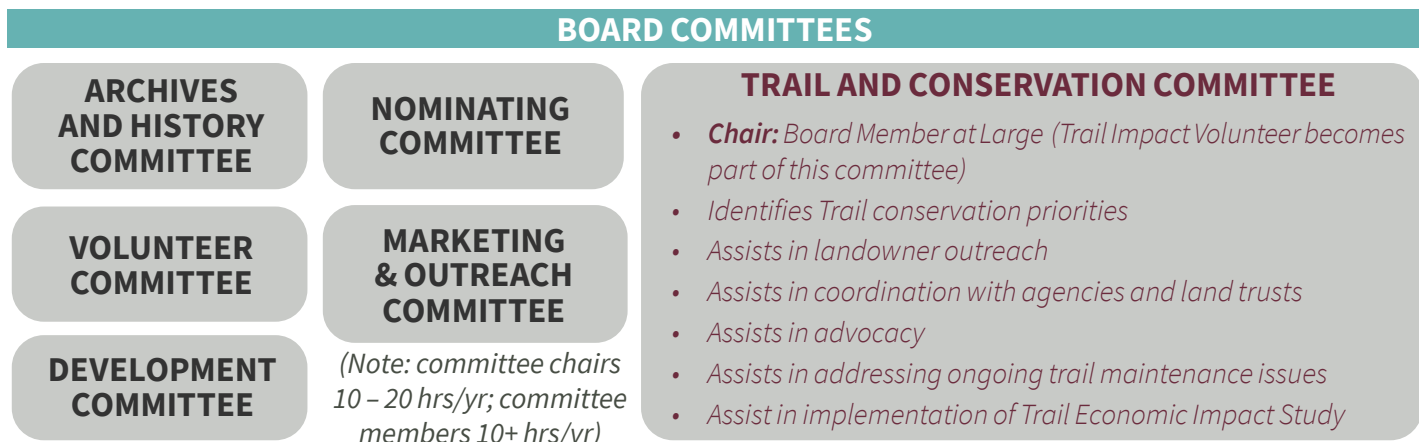 BOARD COMMITTEES
ARCHIVES
AND HISTORY
COMMITTEE
VOLUNTEER
COMMITTEE
DEVELOPMENT
COMMITTEE
NOMINATING
COMMITTEE
MARKETING
& OUTREACH
COMMITTEE
(Note: committee chairs
10 – 20 hrs/yr; committee
members 10+ hrs/yr)
TRAIL AND CONSERVATION COMMITTEE
• Chair: Board Member at Large (Trail Impact Volunteer becomes
part of this committee)
• Identifies Trail conservation priorities
• Assists in landowner outreach
• Assists in coordination with agencies and land trusts
• Assists in advocacy
• Assists in addressing ongoing trail maintenance issues
• Assist in implementation of Trail Economic Impact Study